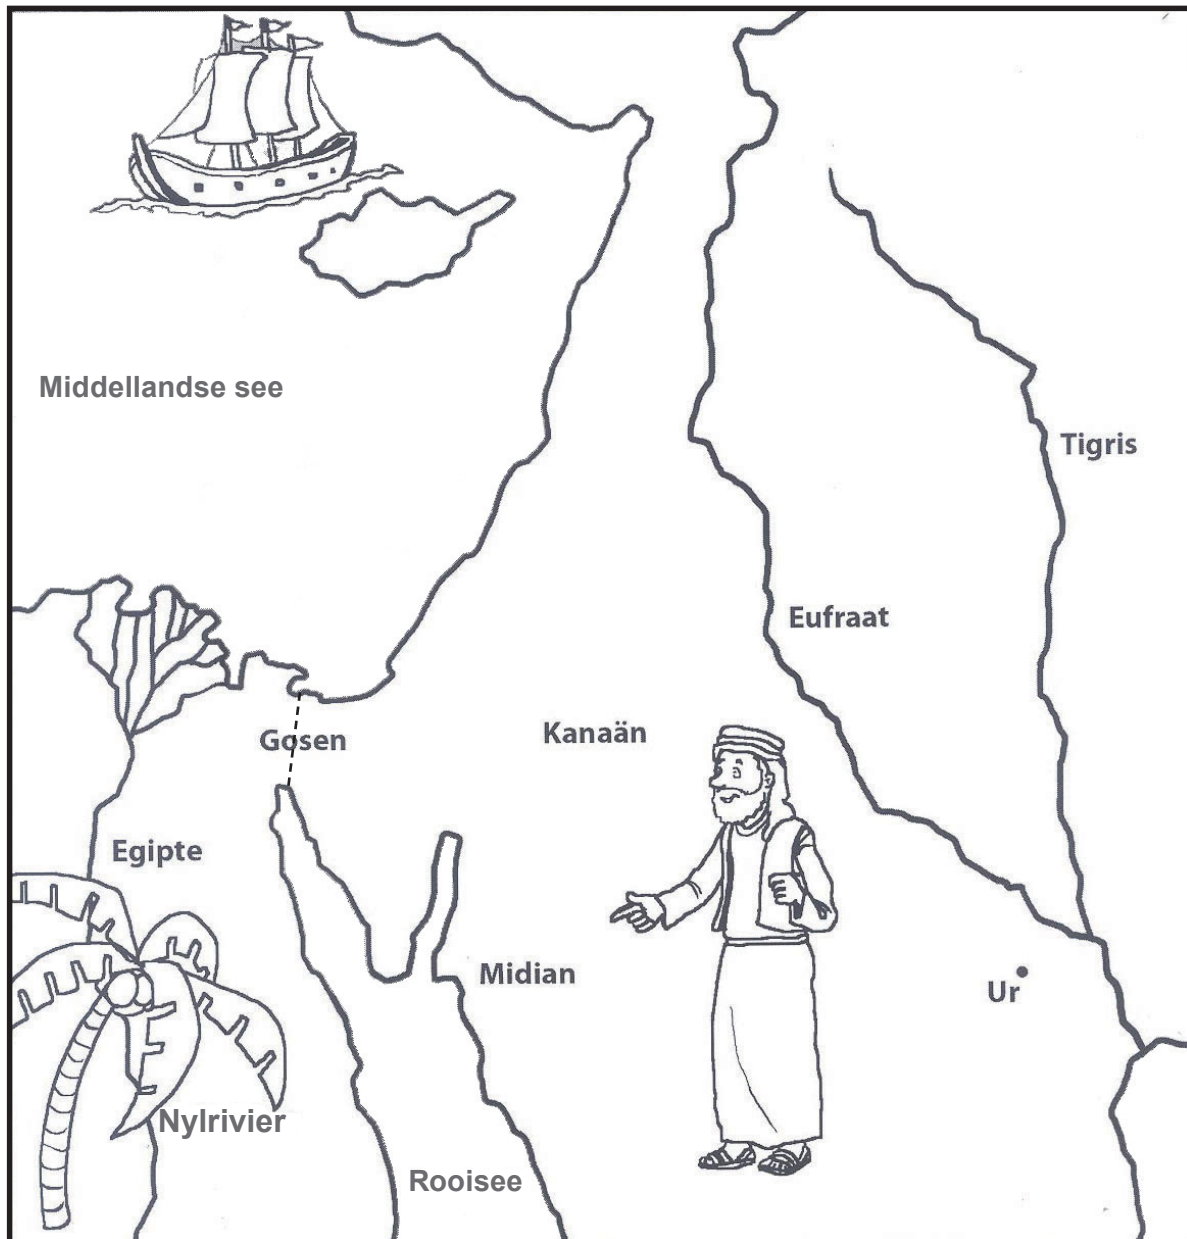 Middellandse see
Tigris
Eufraat
Gosen
Kanaän
Egipte
Midian
Ur
Nylrivier
Rooisee